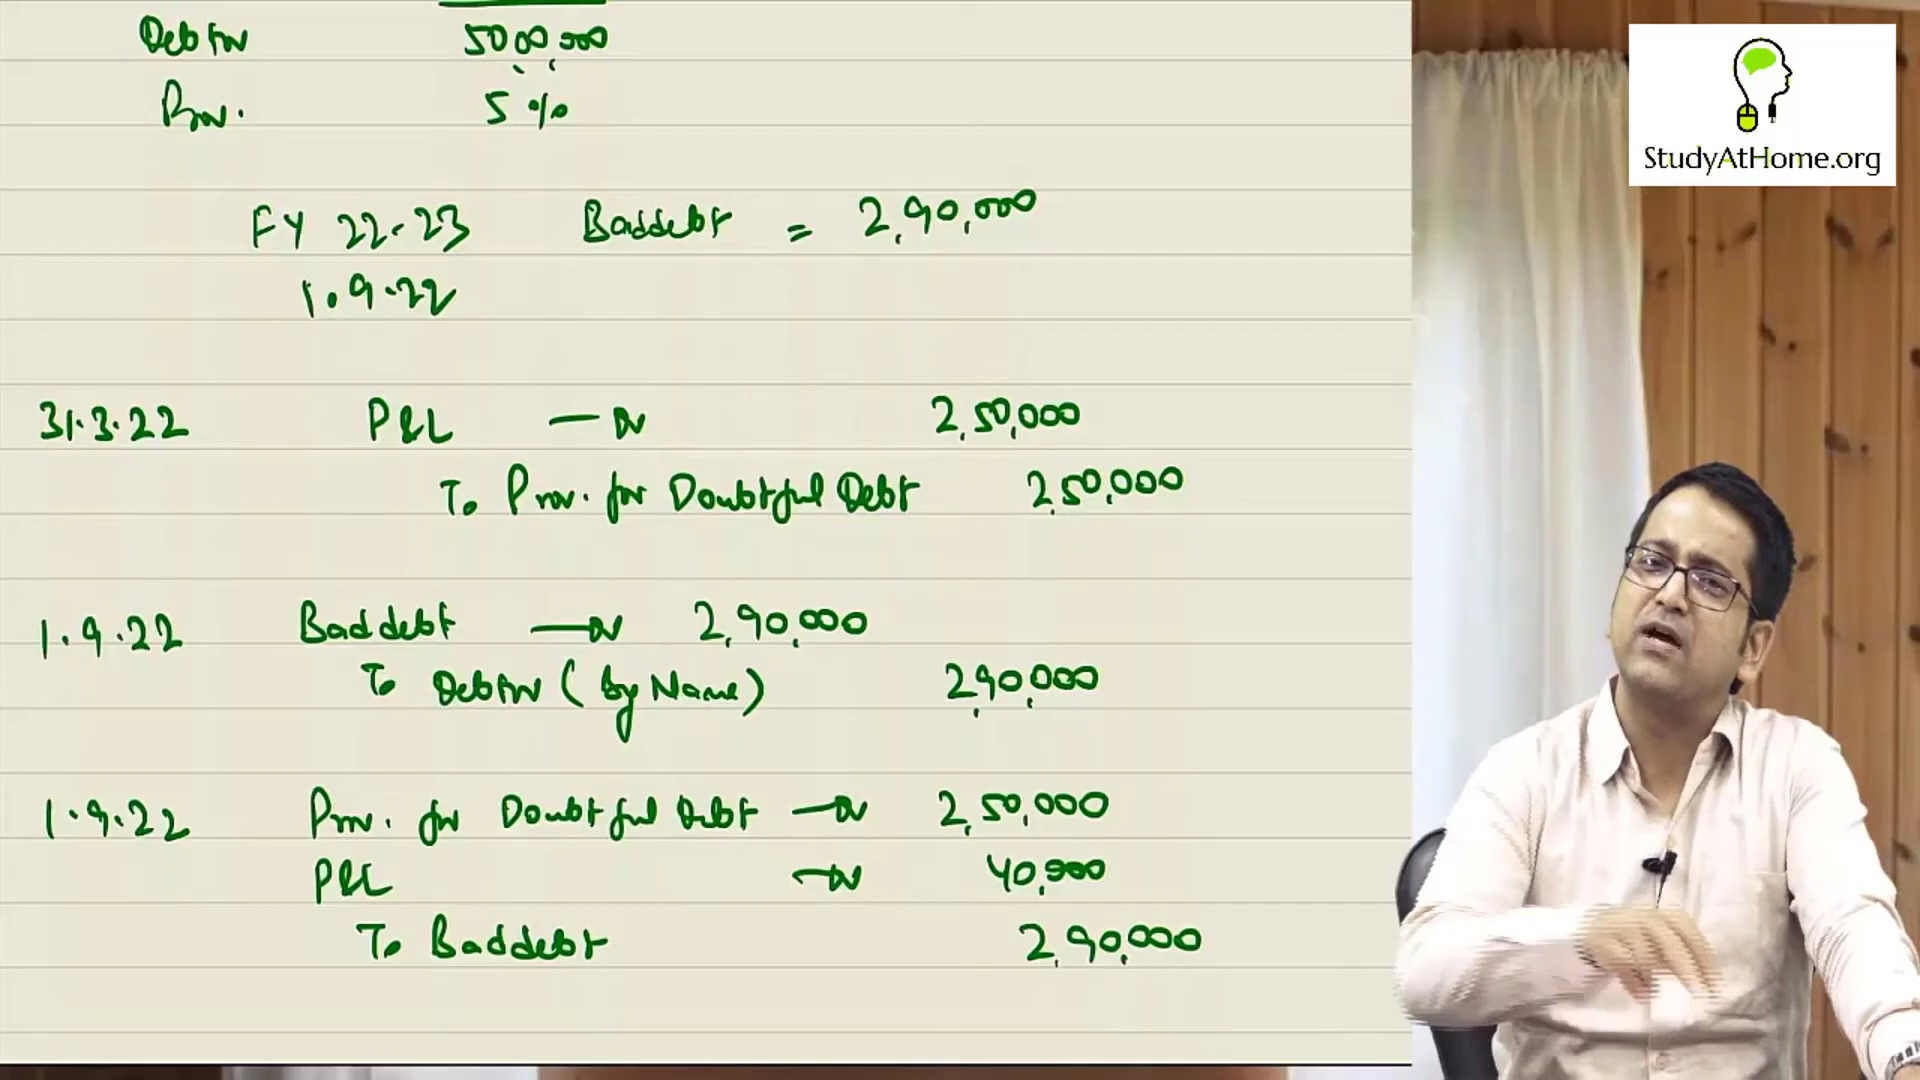 Debtor 5000,000
Prov. 5 %
FY 22-23 Baddebt = 2,90,000
1.9.22
31.3.22 P&L — Dr 2,50,000
To Prov. for Doubtful Debt 2,50,000
1.9.22 Baddebt — Dr 2,90,000
To Debtor (By Name) 2,90,000
1.9.22 Prov. for Doubtful Debt — Dr 2,50,000
P&L — Dr 40,000
To Baddebt 2,90,000
StudyAtHome.org